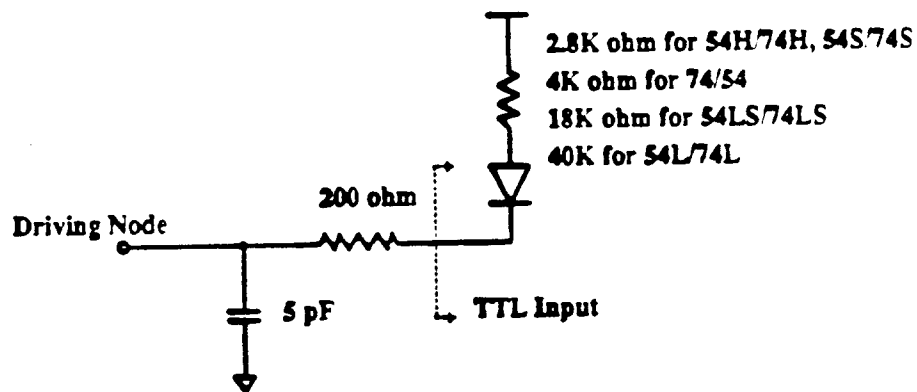 2.8K ohm for 54H/74H, 54S/74S
4K ohm for 74/54
18K ohm for 54LS/74LS
40K for 54L/74L
200 ohm
Driving Node
5 pF
TTL Input